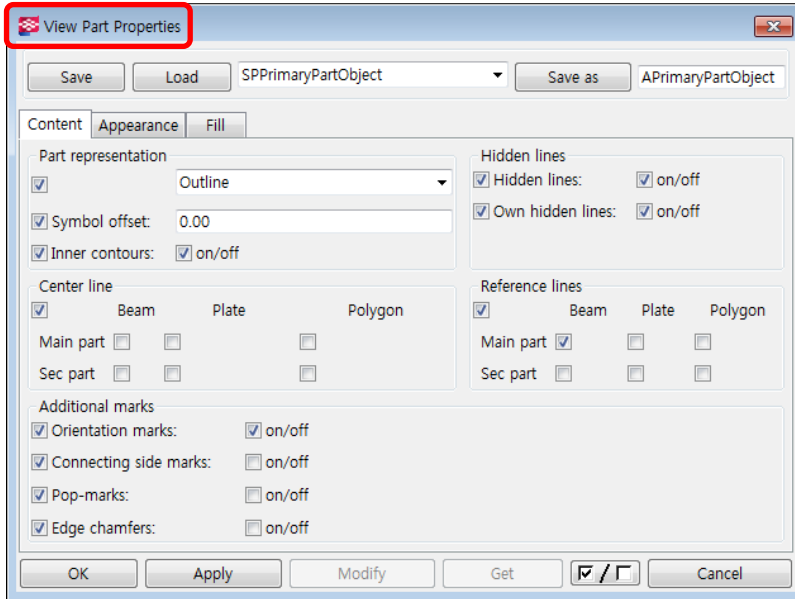 View Part Properties
Save Load SPPrimaryPartObject Save as APrimaryPartObject
Content Appearance Fill
Part representation
Outline
Symbol offset: 0.00
Inner contours: on/off
Hidden lines
Hidden lines: on/off
Own hidden lines: on/off
Center line
Beam Plate Polygon
Main part
Sec part
Reference lines
Beam Plate Polygon
Main part
Sec part
Additional marks
Orientation marks: on/off
Connecting side marks: on/off
Pop-marks: on/off
Edge chamfers: on/off
OK Apply Modify Get / Cancel